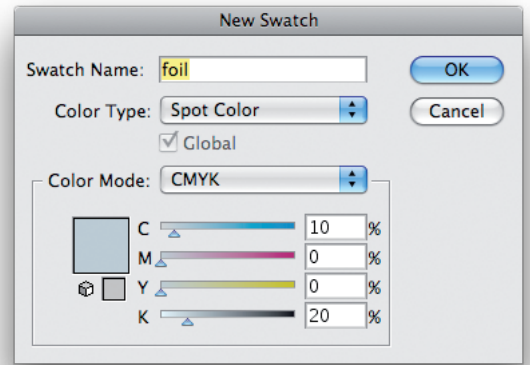 New Swatch
Swatch Name: foil OK
Color Type: Spot Color Cancel
Global
Color Mode: CMYK
C 10 %
M 0 %
Y 0 %
K 20 %